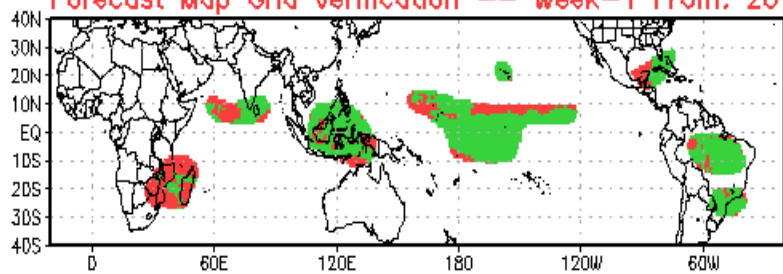 Forecast Map Grid Verification -- Week-1 From: 20
40N
30N
20N
10N
EQ
10S
20S
30S
40S
0 60E 120E 180 120W 60W